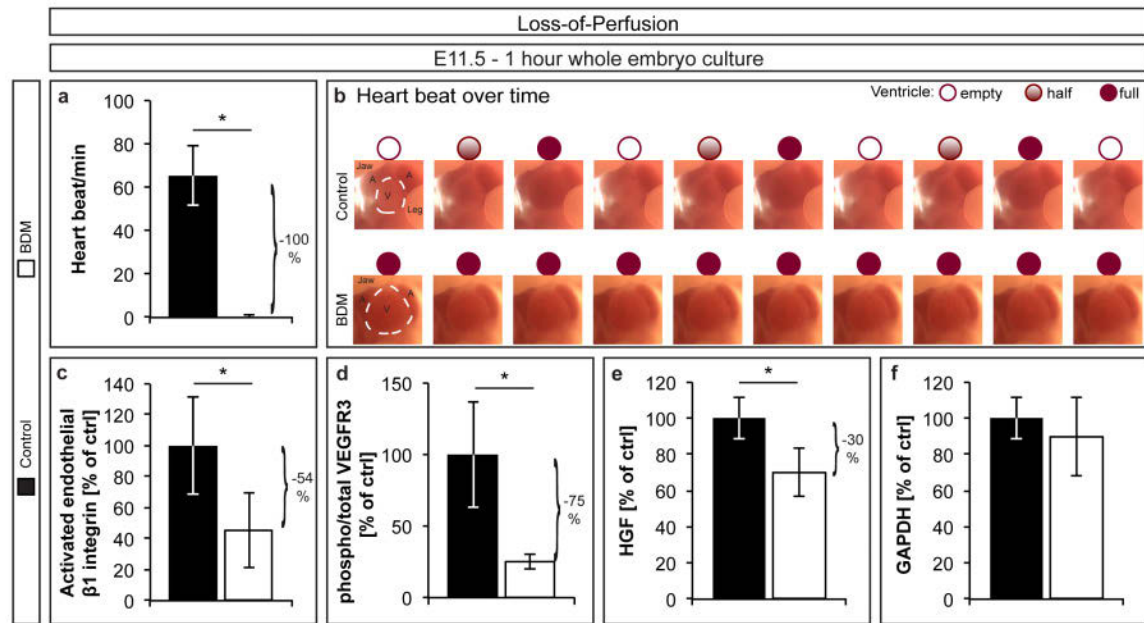 Loss-of-Perfusion
E11.5 - 1 hour whole embryo culture
BDM
Control
a
Heart beat/min
100
80
60
40
20
0
*
-100
%
b Heart beat over time
Ventricle: empty half full
Control
Jaw
A
A
V
Leg
BDM
Jaw
A
A
V
c
Activated endothelial
β1 integrin [% of ctrl]
140
120
100
80
60
40
20
0
*
-54
%
d
phospho/total VEGFR3
[% of ctrl]
150
100
50
0
*
-75
%
e
HGF [% of ctrl]
120
100
80
60
40
20
0
*
-30
%
f
GAPDH [% of ctrl]
120
100
80
60
40
20
0